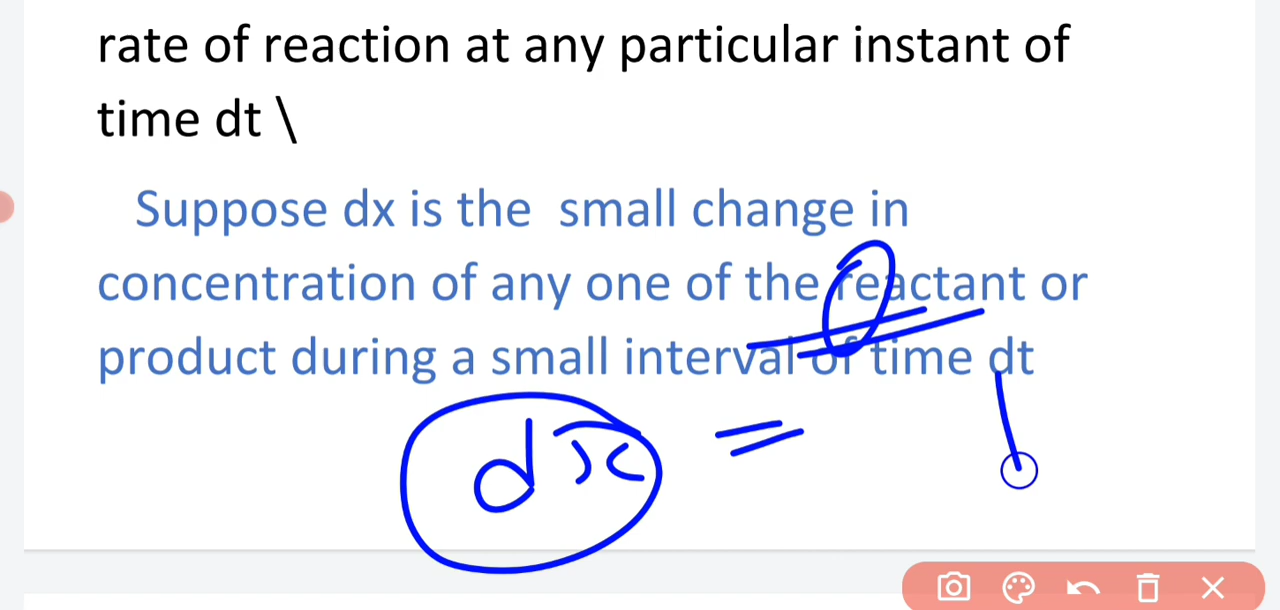 rate of reaction at any particular instant of
time dt \
Suppose dx is the small change in
concentration of any one of the reactant or
product during a small interval of time dt
dx =